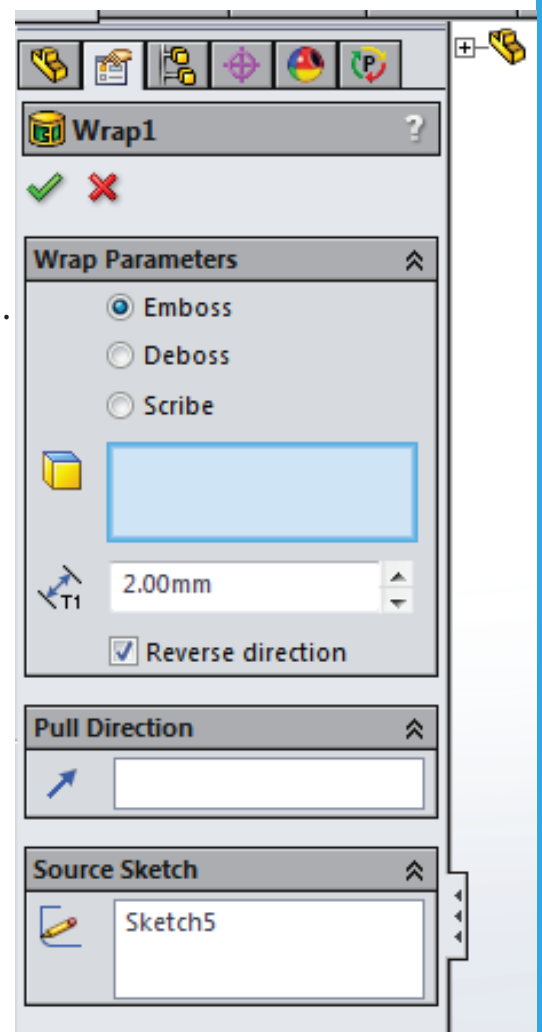 Wrap1 ?
Wrap Parameters
Emboss
Deboss
Scribe
T1 2.00mm
Reverse direction
Pull Direction
Source Sketch
Sketch5